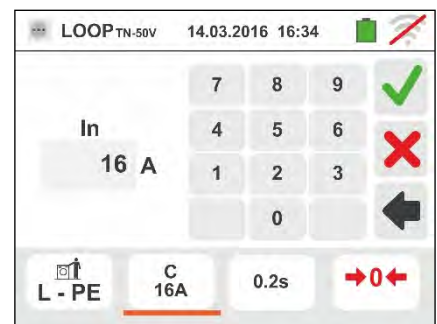 LOOP TN-50V 14.03.2016 16:34
7 8 9
In 4 5 6
16 A 1 2 3
0
L - PE C 16A 0.2s 0